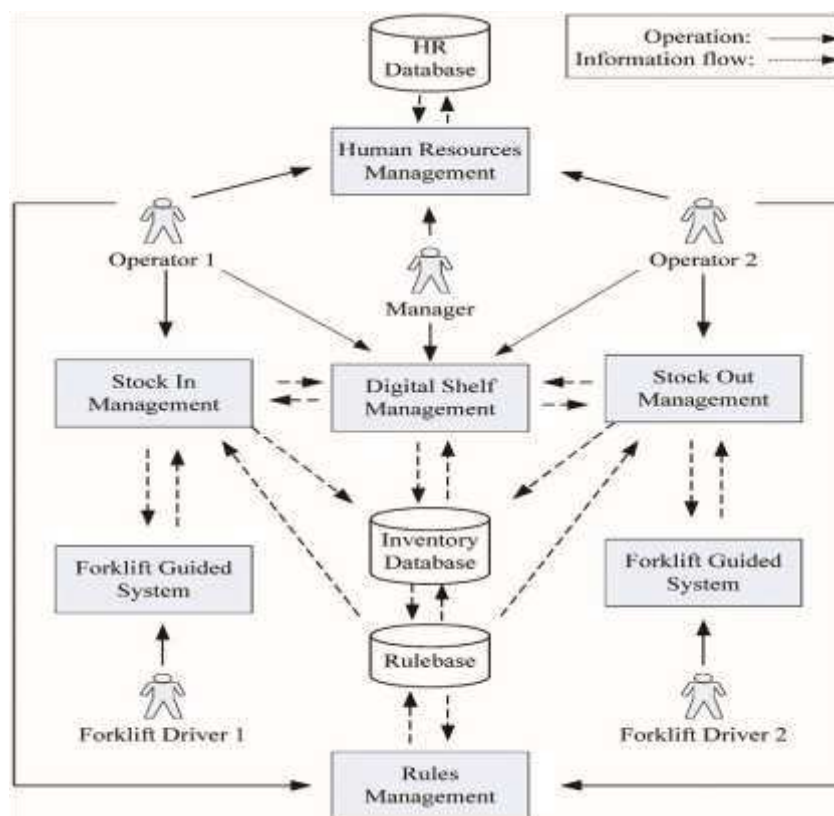 HR
Database
Operation:
Information flow:
Human Resources
Management
Operator 1
Operator 2
Manager
Stock In
Management
Digital Shelf
Management
Stock Out
Management
Inventory
Database
Forklift Guided
System
Forklift Guided
System
Rulebase
Forklift Driver 1
Forklift Driver 2
Rules
Management